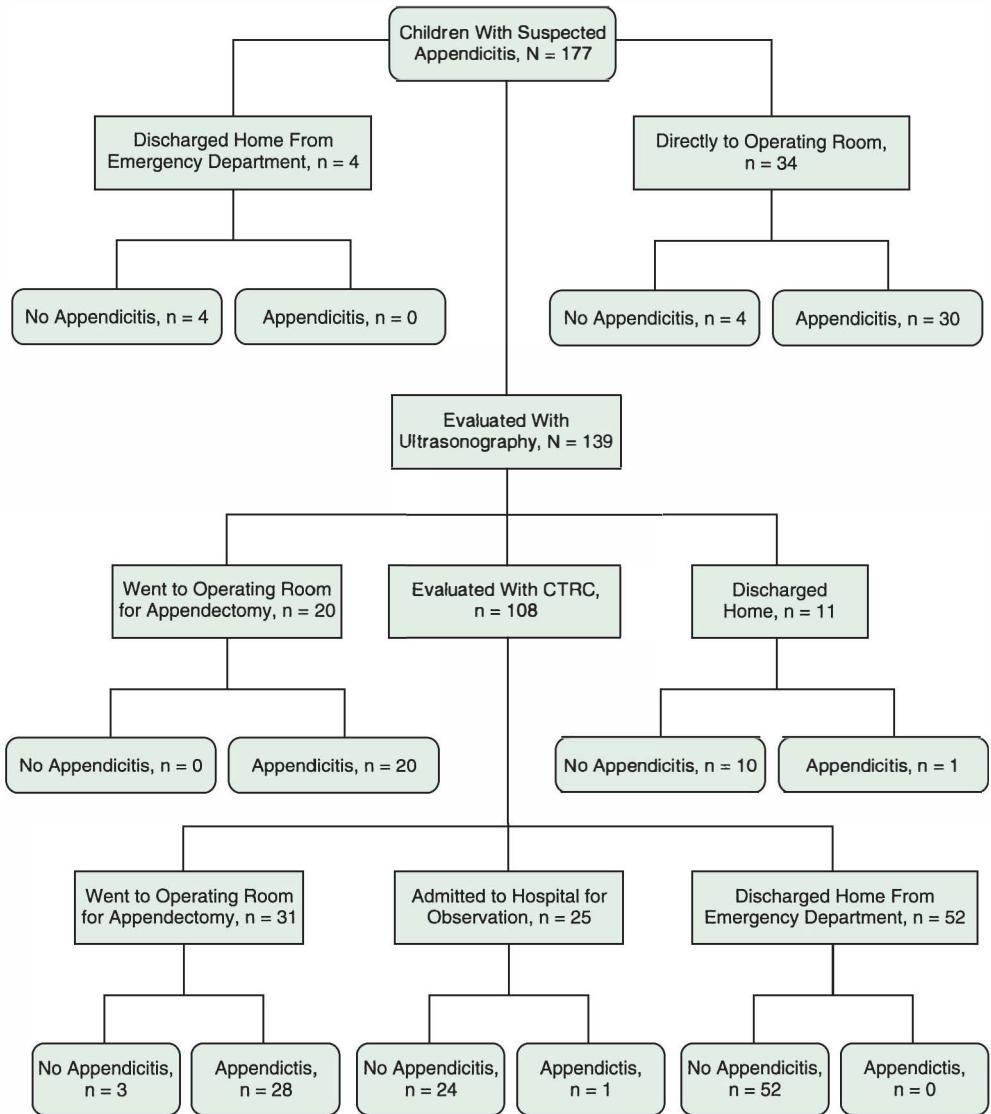 Children With Suspected
Appendicitis, N = 177
Discharged Home From
Emergency Department, n = 4
Directly to Operating Room,
n = 34
No Appendicitis, n = 4
Appendicitis, n = 0
No Appendicitis, n = 4
Appendicitis, n = 30
Evaluated With
Ultrasonography, N = 139
Went to Operating Room
for Appendectomy, n = 20
Evaluated With CTRC,
n = 108
Discharged
Home, n = 11
No Appendicitis, n = 0
Appendicitis, n = 20
No Appendicitis, n = 10
Appendicitis, n = 1
Went to Operating Room
for Appendectomy, n = 31
Admitted to Hospital for
Observation, n = 25
Discharged Home From
Emergency Department, n = 52
No Appendicitis,
n = 3
Appendictis,
n = 28
No Appendicitis,
n = 24
Appendictis,
n = 1
No Appendicitis,
n = 52
Appendictis,
n = 0